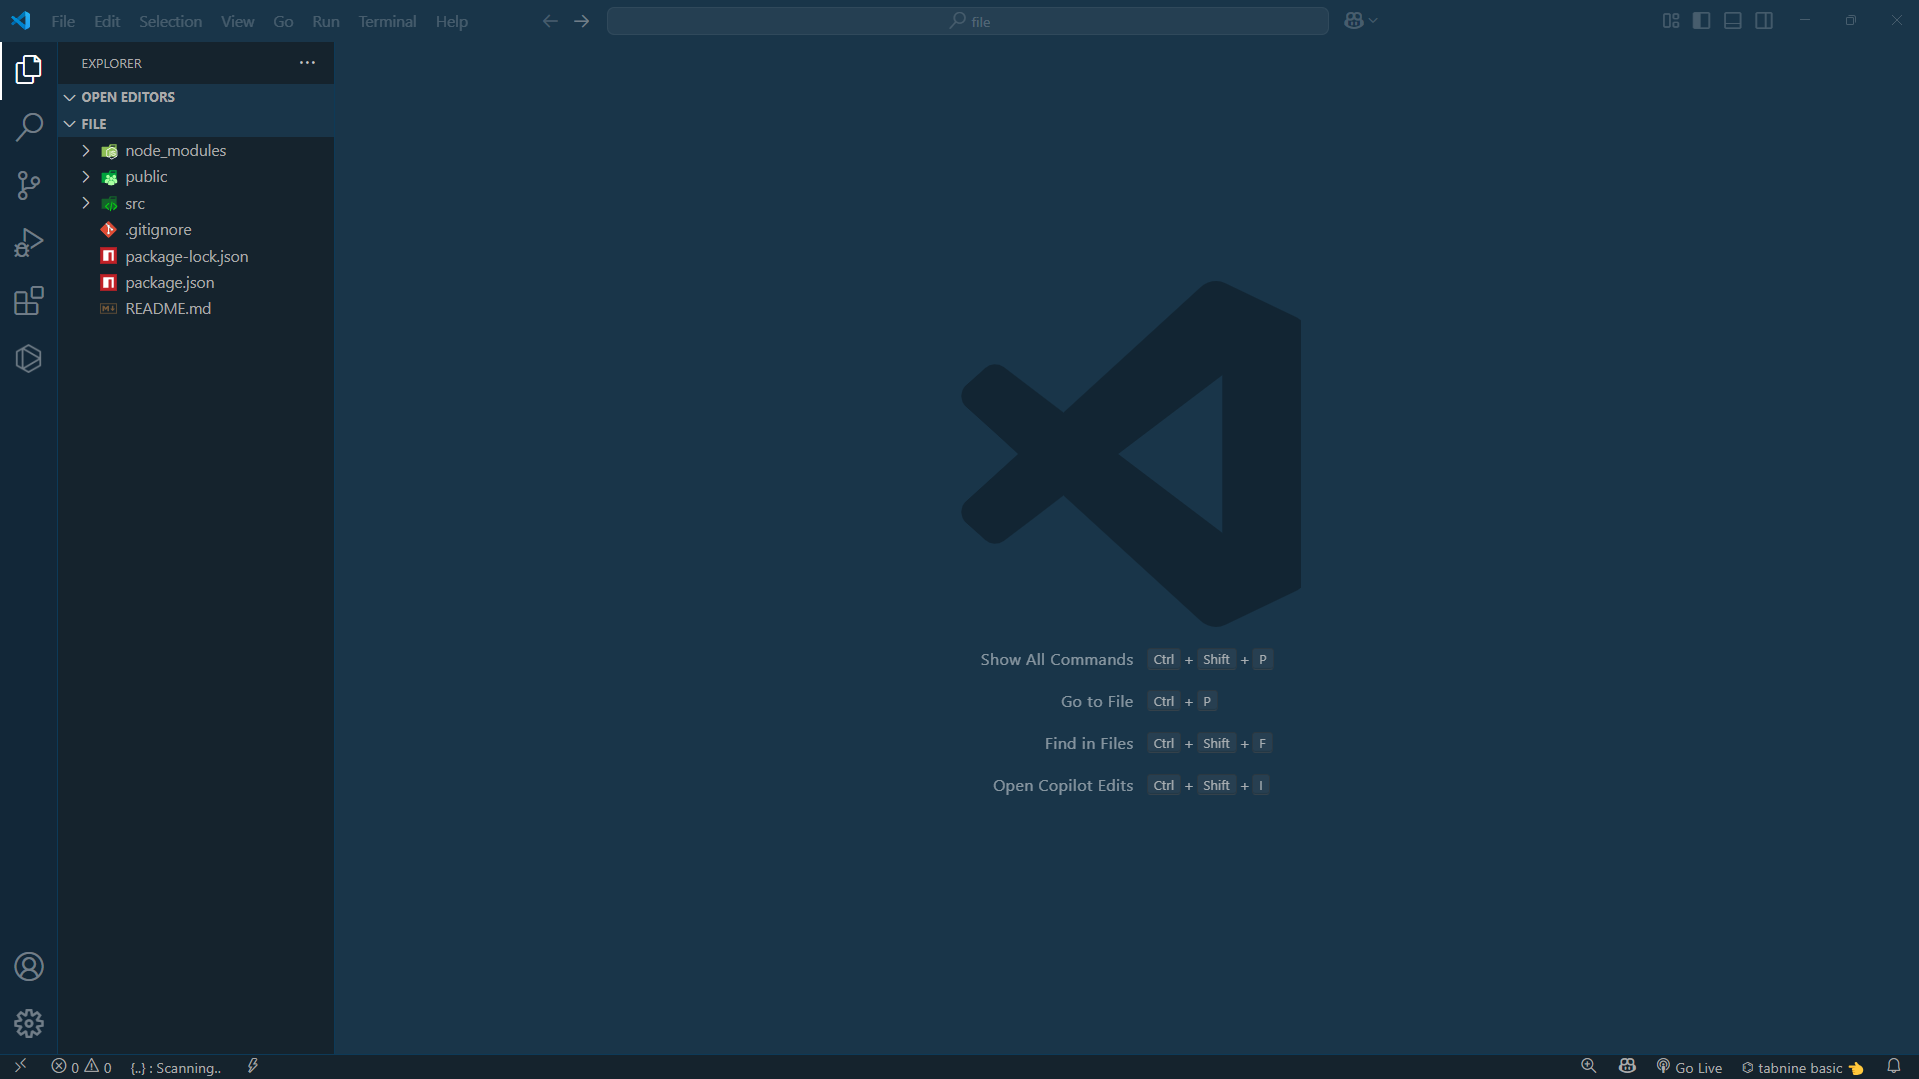 File Edit Selection View Go Run Terminal Help file
EXPLORER
OPEN EDITORS
FILE
node_modules
public
src
.gitignore
package-lock.json
package.json
README.md
Show All Commands Ctrl + Shift + P
Go to File Ctrl + P
Find in Files Ctrl + Shift + F
Open Copilot Edits Ctrl + Shift + I
0 0 {..} : Scanning.. Go Live tabnine basic